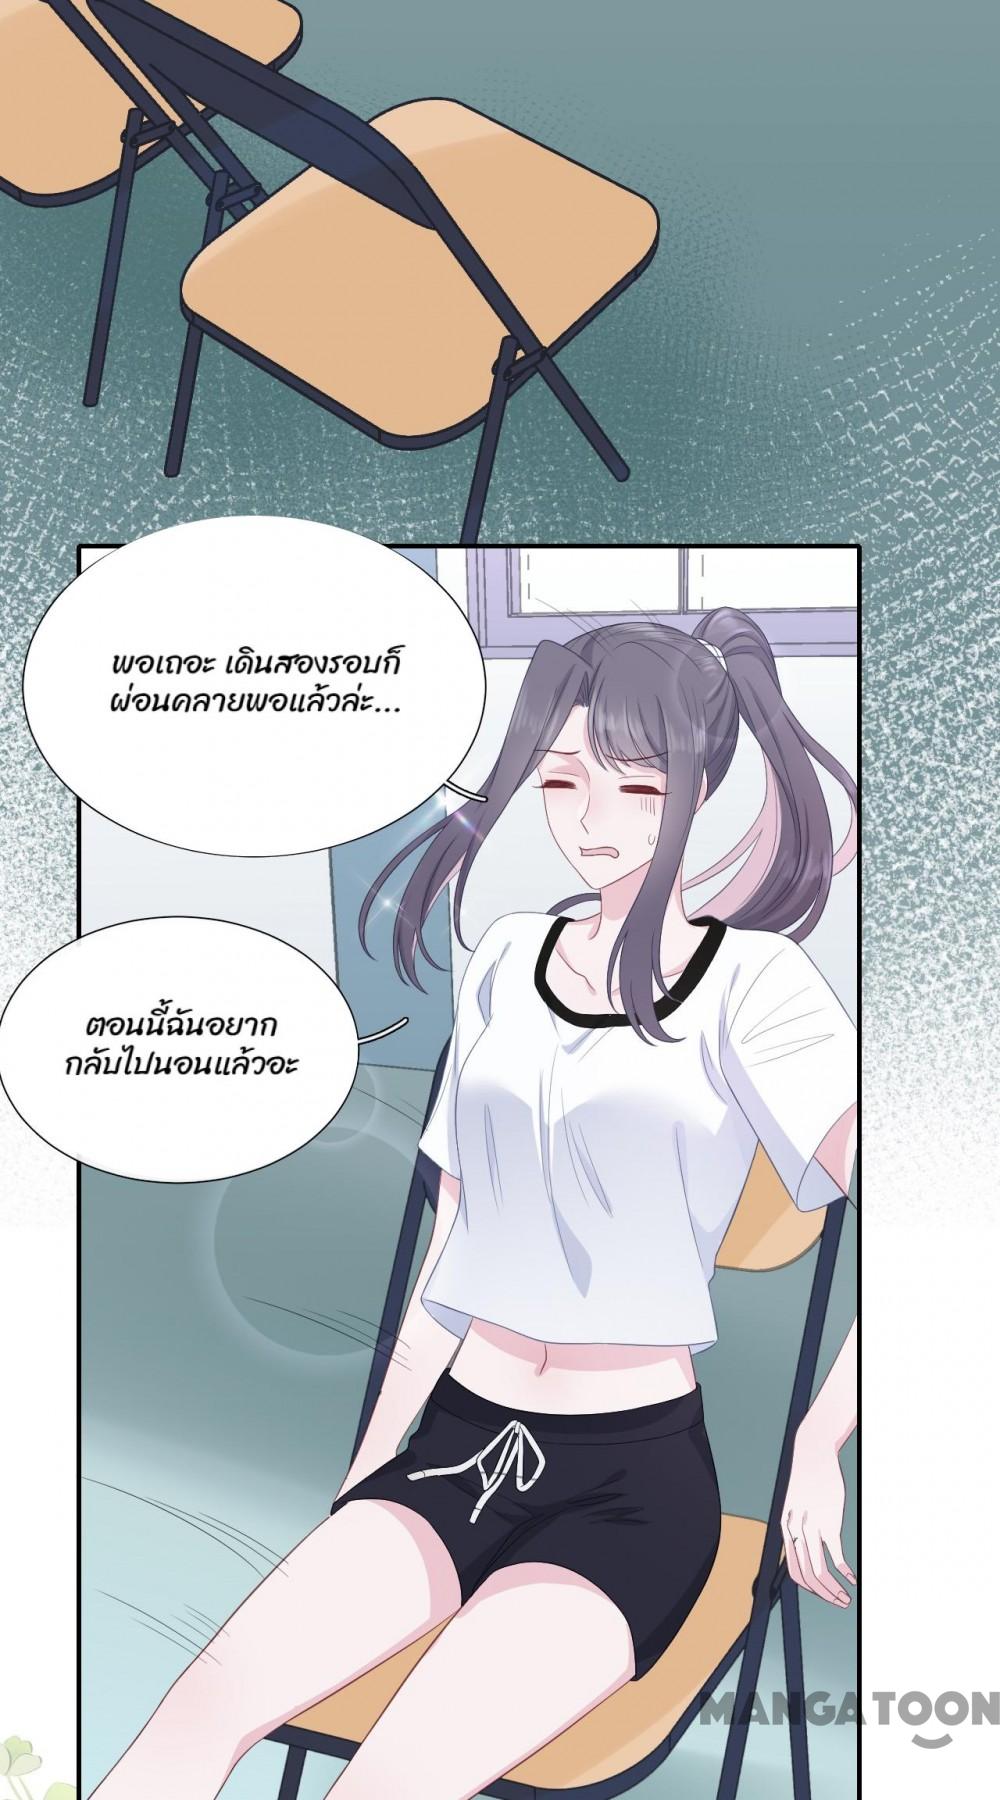 พอเถอะ เดินสองรอบก็
ผ่อนคลายพอแล้วล่ะ...
ตอนนี้ฉันอยาก
กลับไปนอนแล้วอะ
MANGATOON